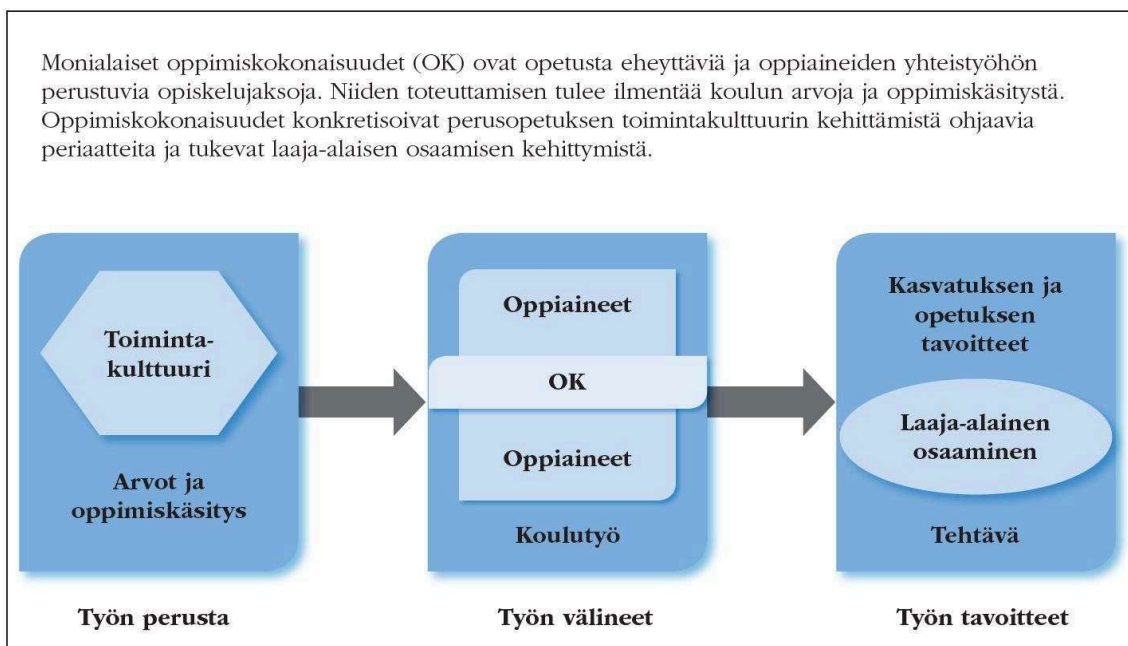 Monialaiset oppimiskokonaisuudet (OK) ovat opetusta eheyttäviä ja oppiaineiden yhteistyöhön
perustuvia opiskelujaksoja. Niiden toteuttamisen tulee ilmentää koulun arvoja ja oppimiskäsitystä.
Oppimiskokonaisuudet konkretisoivat perusopetuksen toimintakulttuurin kehittämistä ohjaavia
periaatteita ja tukevat laaja-alaisen osaamisen kehittymistä.
Toiminta-
kulttuuri
Arvot ja
oppimiskäsitys
Työn perusta
Oppiaineet
OK
Oppiaineet
Koulutyö
Työn välineet
Kasvatuksen ja
opetuksen
tavoitteet
Laaja-alainen
osaaminen
Tehtävä
Työn tavoitteet